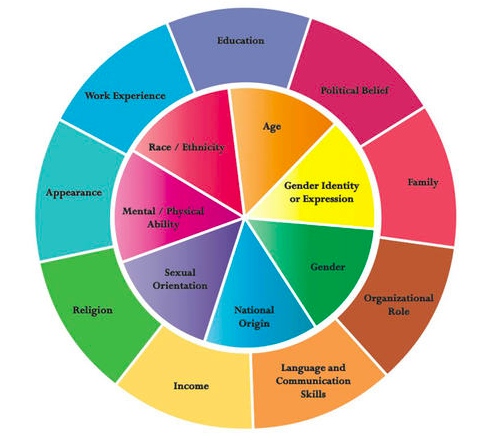 Education
Political Belief
Family
Organizational
Role
Language and
Communication
Skills
Income
Religion
Appearance
Work Experience
Age
Gender Identity
or Expression
Gender
National
Origin
Sexual
Orientation
Mental / Physical
Ability
Race / Ethnicity